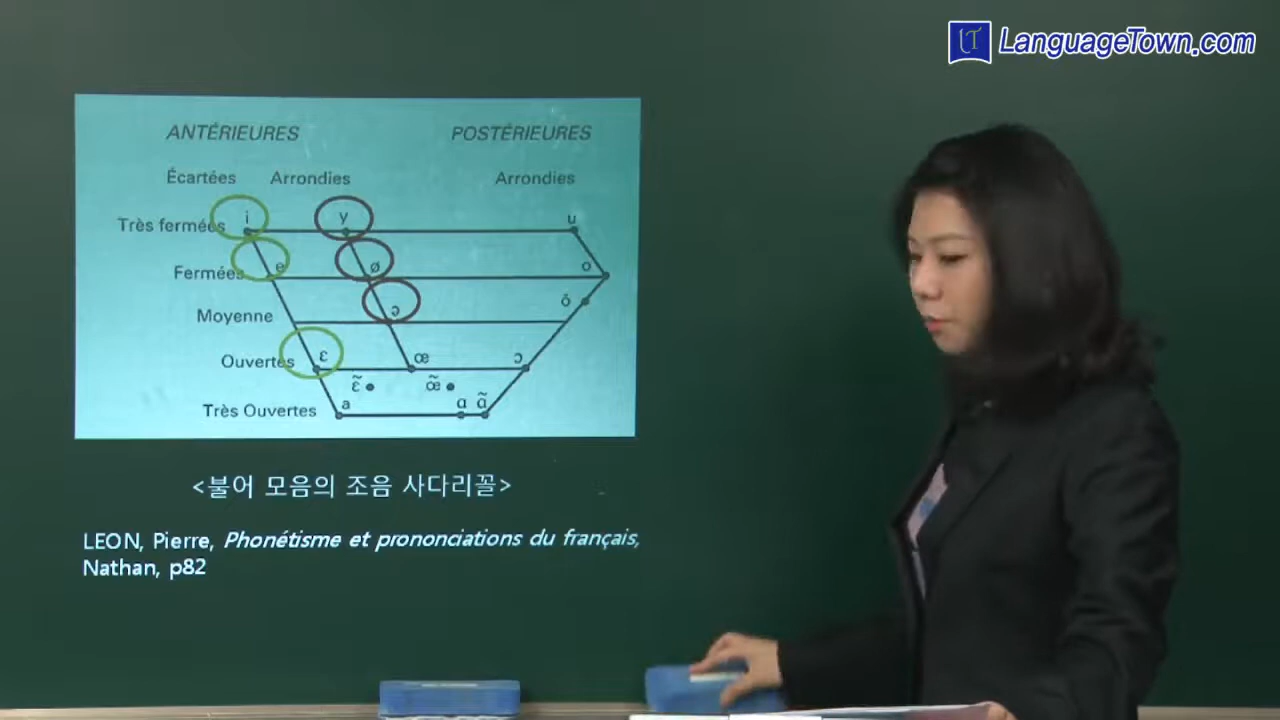 LT LanguageTown.com
ANTÉRIEURES POSTÉRIEURES
Écartées Arrondies Arrondies
Très fermées i y u
Fermées e ø o
õ
Moyenne ɔ
Ouvertes ɛ œ ɔ
ɛ̃ œ̃
Très Ouvertes a ɑ ɑ̃
<불어 모음의 조음 사다리꼴>
LEON, Pierre, Phonétisme et prononciations du français,
Nathan, p82